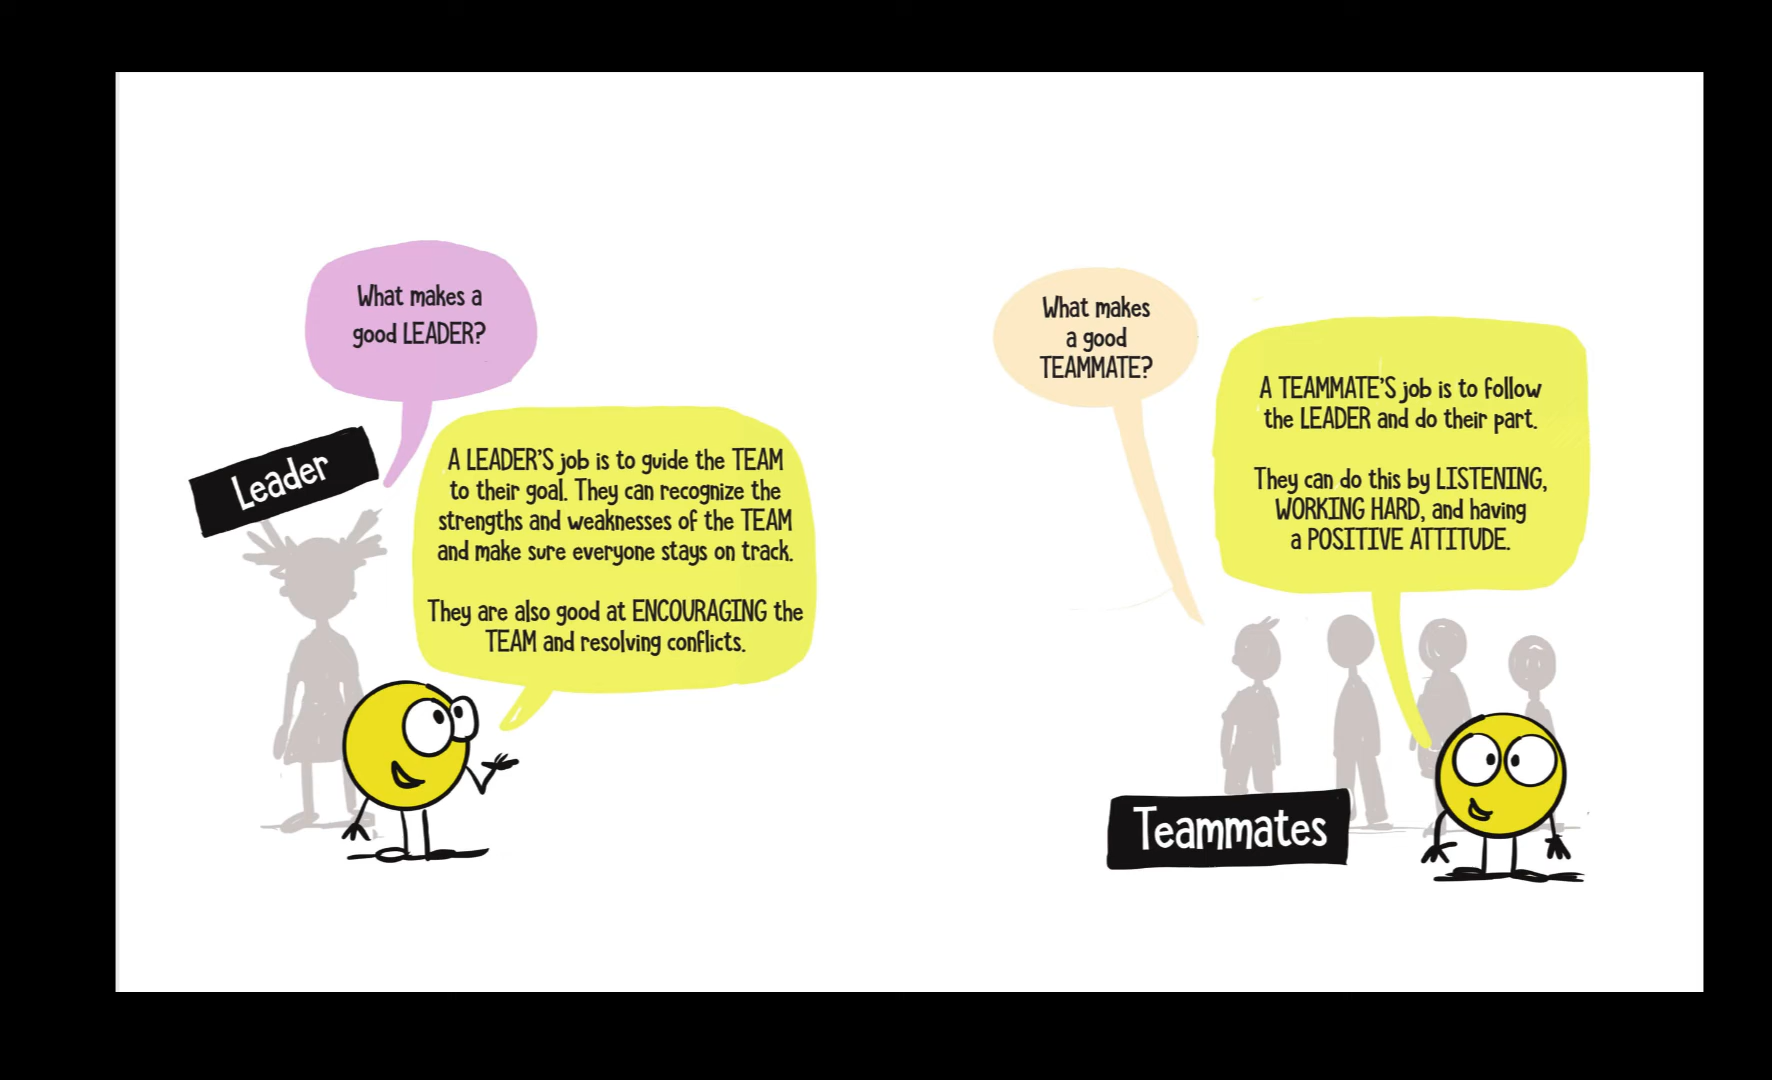 What makes a
good LEADER?
Leader
A LEADER'S job is to guide the TEAM
to their goal. They can recognize the
strengths and weaknesses of the TEAM
and make sure everyone stays on track.
They are also good at ENCOURAGING the
TEAM and resolving conflicts.
What makes
a good
TEAMMATE?
A TEAMMATE'S job is to follow
the LEADER and do their part.
They can do this by LISTENING,
WORKING HARD, and having
a POSITIVE ATTITUDE.
Teammates